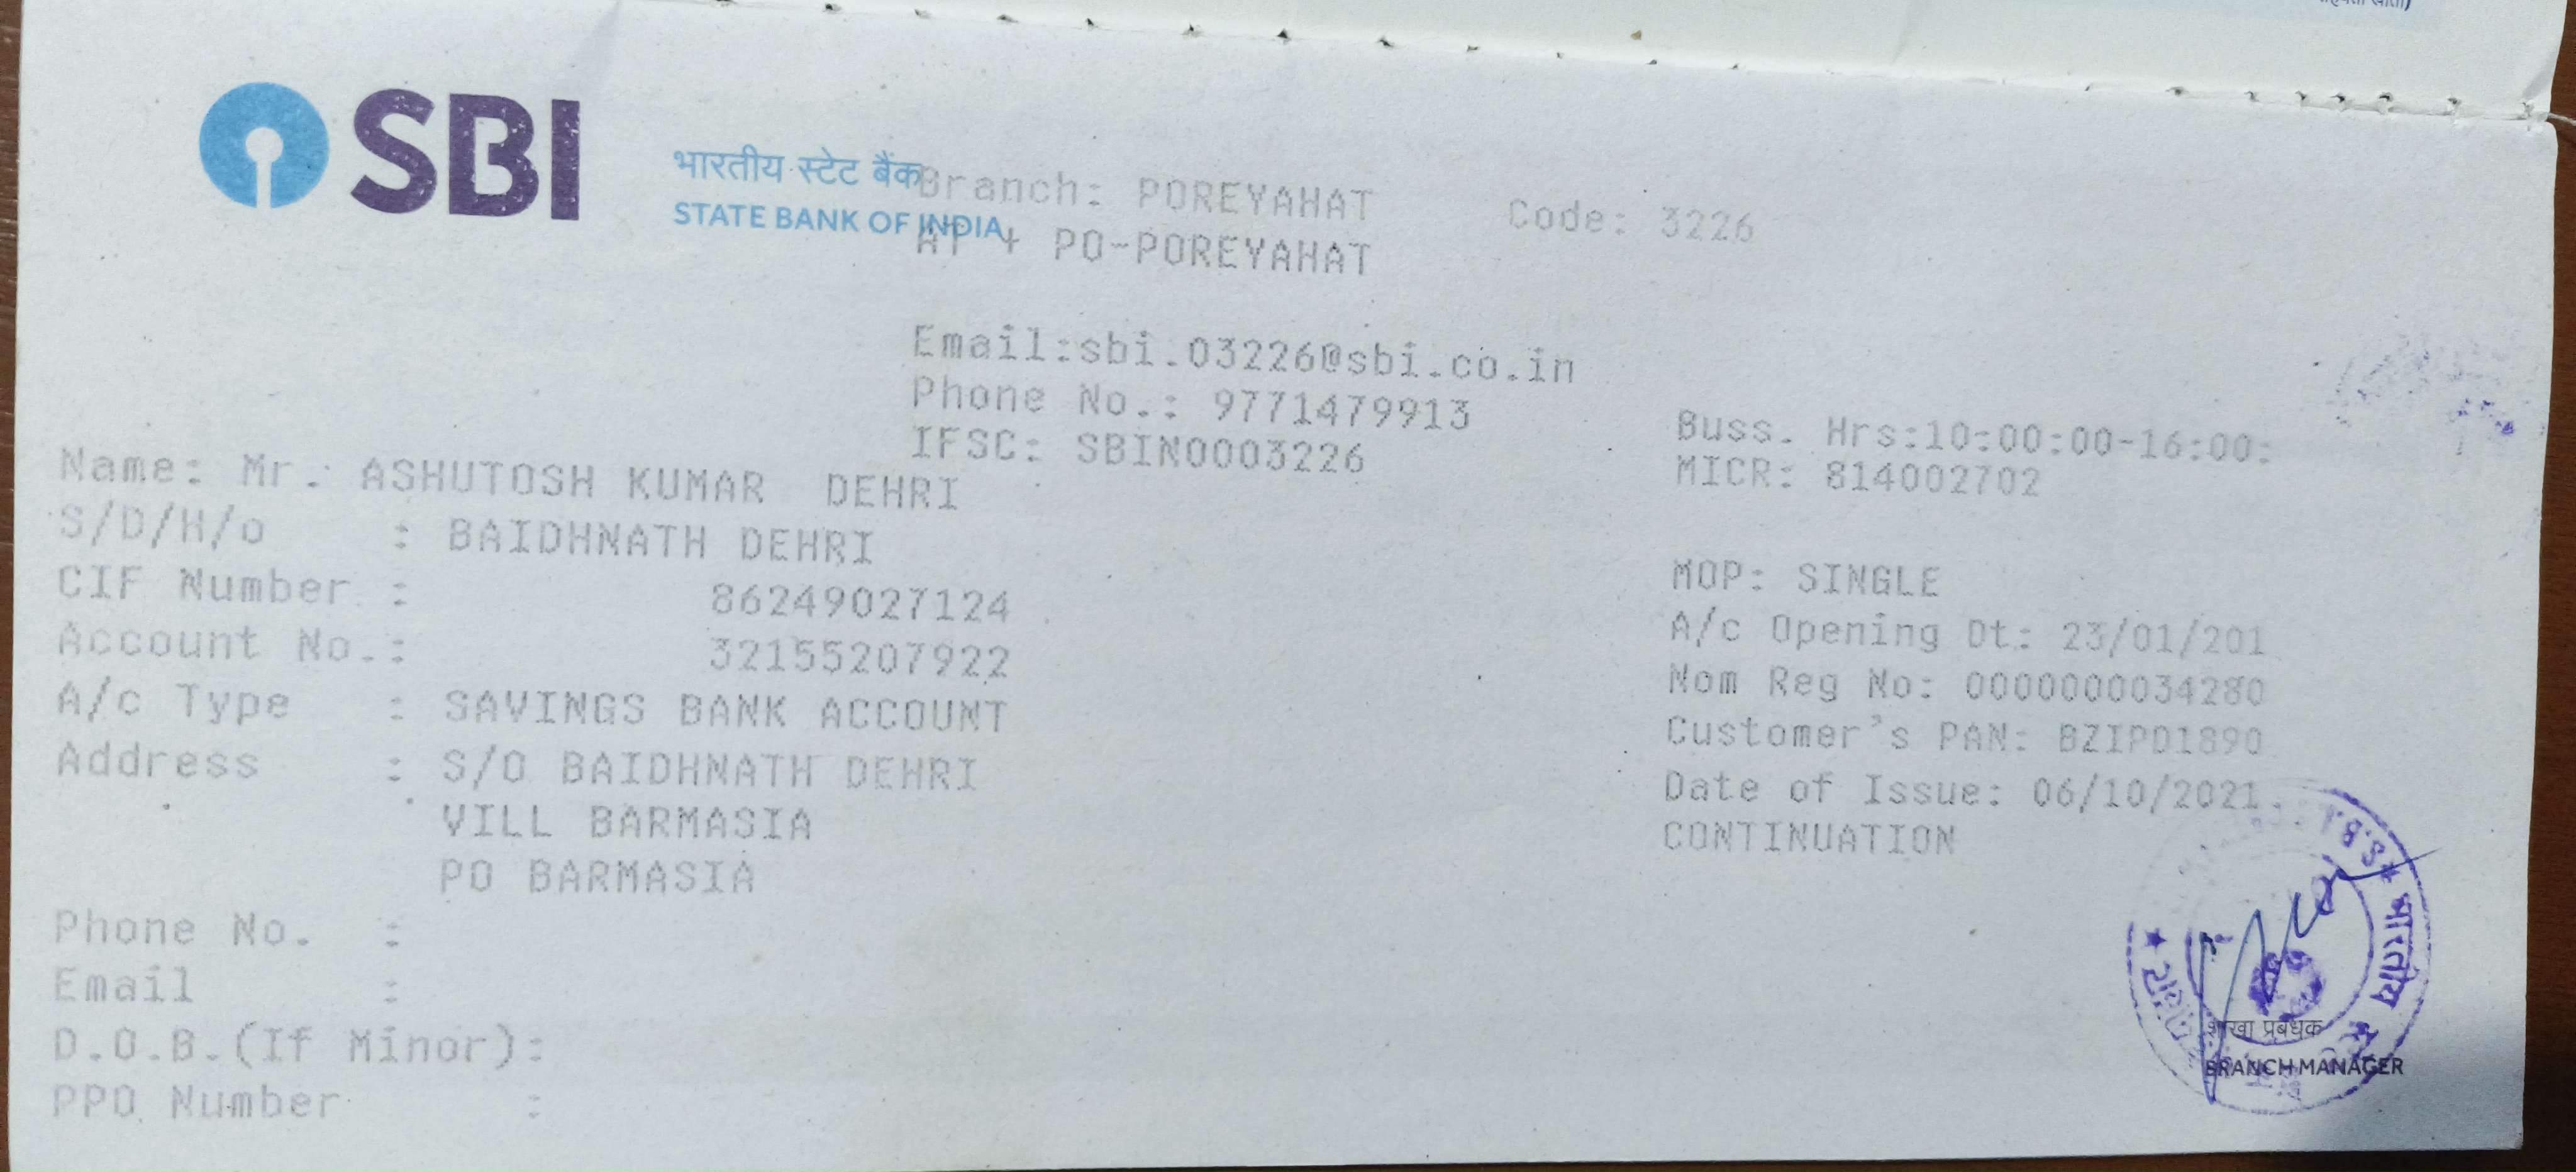 हिवता खाता)
SBI
भारतीय स्टेट बैंक
STATE BANK OF INDIA
Branch: POREYAHAT Code: 3226
AT + PO-POREYAHAT
Email:sbi.03226@sbi.co.in
Phone No.: 9771479913
IFSC: SBIN0003226
Buss. Hrs:10:00:00-16:00:
MICR: 814002702
Name: Mr. ASHUTOSH KUMAR DEHRI
S/D/H/o : BAIDHNATH DEHRI
CIF Number : 86249027124
Account No.: 32155207922
A/c Type : SAVINGS BANK ACCOUNT
Address : S/O BAIDHNATH DEHRI
VILL BARMASIA
PO BARMASIA
Phone No. :
Email :
D.O.B.(If Minor):
PPO Number :
MOP: SINGLE
A/c Opening Dt: 23/01/201
Nom Reg No: 0000000034280
Customer's PAN: BZIPD1890
Date of Issue: 06/10/2021
CONTINUATION
S.B.I
भारतीय
शाखा प्रबंधक
BRANCH MANAGER